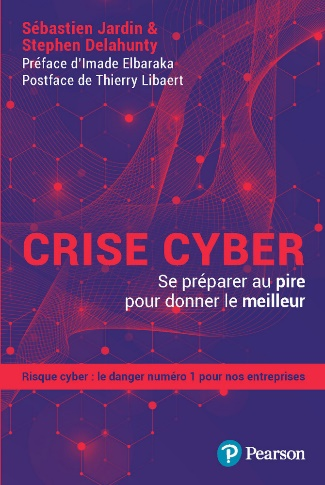 Sébastien Jardin &
Stephen Delahunty
Préface d'Imade Elbaraka
Postface de Thierry Libaert
CRISE CYBER
Se préparer au pire
pour donner le meilleur
Risque cyber : le danger numéro 1 pour nos entreprises
P Pearson